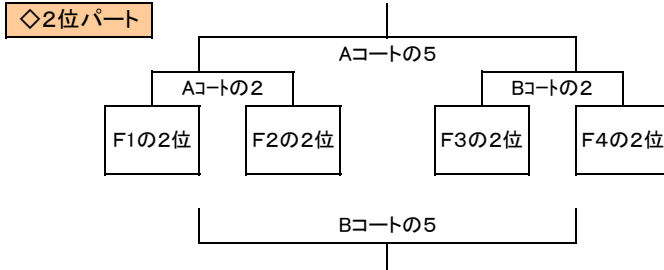 ◇2位パート
Aコートの5
Aコートの2
Bコートの2
F1の2位
F2の2位
F3の2位
F4の2位
Bコートの5